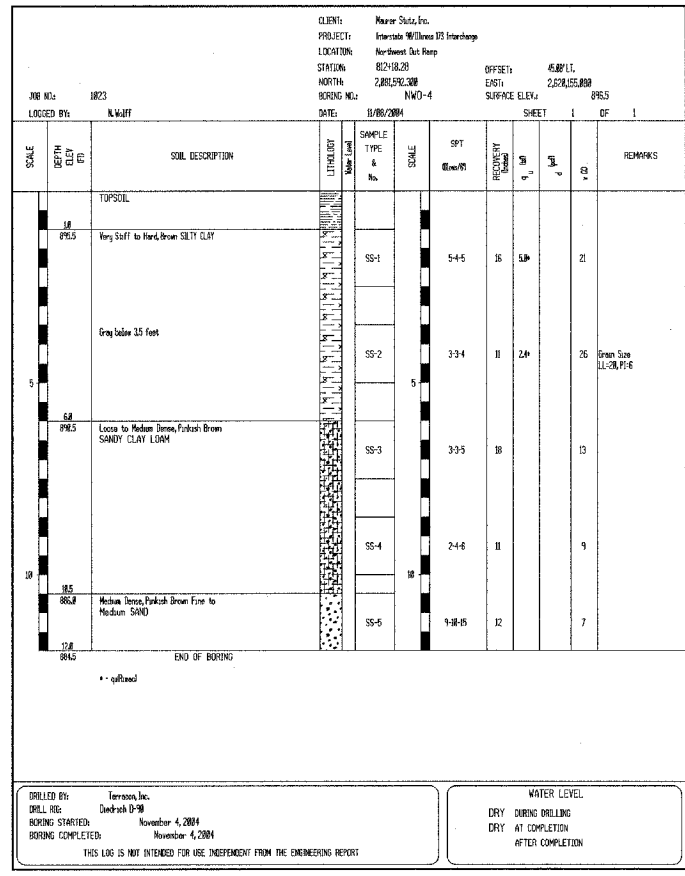 CLIENT: Maurer Stutz, Inc.
PROJECT: Interstate 90/Illinois 173 Interchange
LOCATION: Northwest Out Ramp
STATION: 812+18.28 OFFSET: 45.00' LT.
NORTH: 2,081,592.300 EAST: 2,620,155.080
JOB NO.: 1023 BORING NO.: NWO-4 SURFACE ELEV.: 896.5
LOGGED BY: N. Wolff DATE: 11/08/2004 SHEET 1 OF 1
SCALE DEPTH ELEV (FT) SOIL DESCRIPTION LITHOLOGY Water Level SAMPLE TYPE & No. SCALE SPT (Blows/6") RECOVERY (Inches) q u (tsf) d (pcf) w (%) REMARKS
TOPSOIL
1.0
895.5 Very Stiff to Hard, Brown SILTY CLAY
SS-1 5-4-5 16 5.0* 21
Gray below 3.5 feet
SS-2 3-3-4 11 2.4* 26 Grain Size
LL=20, PI=6
5 5
6.0
890.5 Loose to Medium Dense, Pinkish Brown
SANDY CLAY LOAM
SS-3 3-3-5 18 13
SS-4 2-4-6 11 9
10 10
10.5
886.0 Medium Dense, Pinkish Brown Fine to
Medium SAND
SS-5 9-10-15 12 7
12.0
884.5 END OF BORING
* - qu(Rimac)
DRILLED BY: Terracon, Inc.
DRILL RIG: Diedrich D-90
BORING STARTED: November 4, 2004
BORING COMPLETED: November 4, 2004
THIS LOG IS NOT INTENDED FOR USE INDEPENDENT FROM THE ENGINEERING REPORT
WATER LEVEL
DRY DURING DRILLING
DRY AT COMPLETION
AFTER COMPLETION